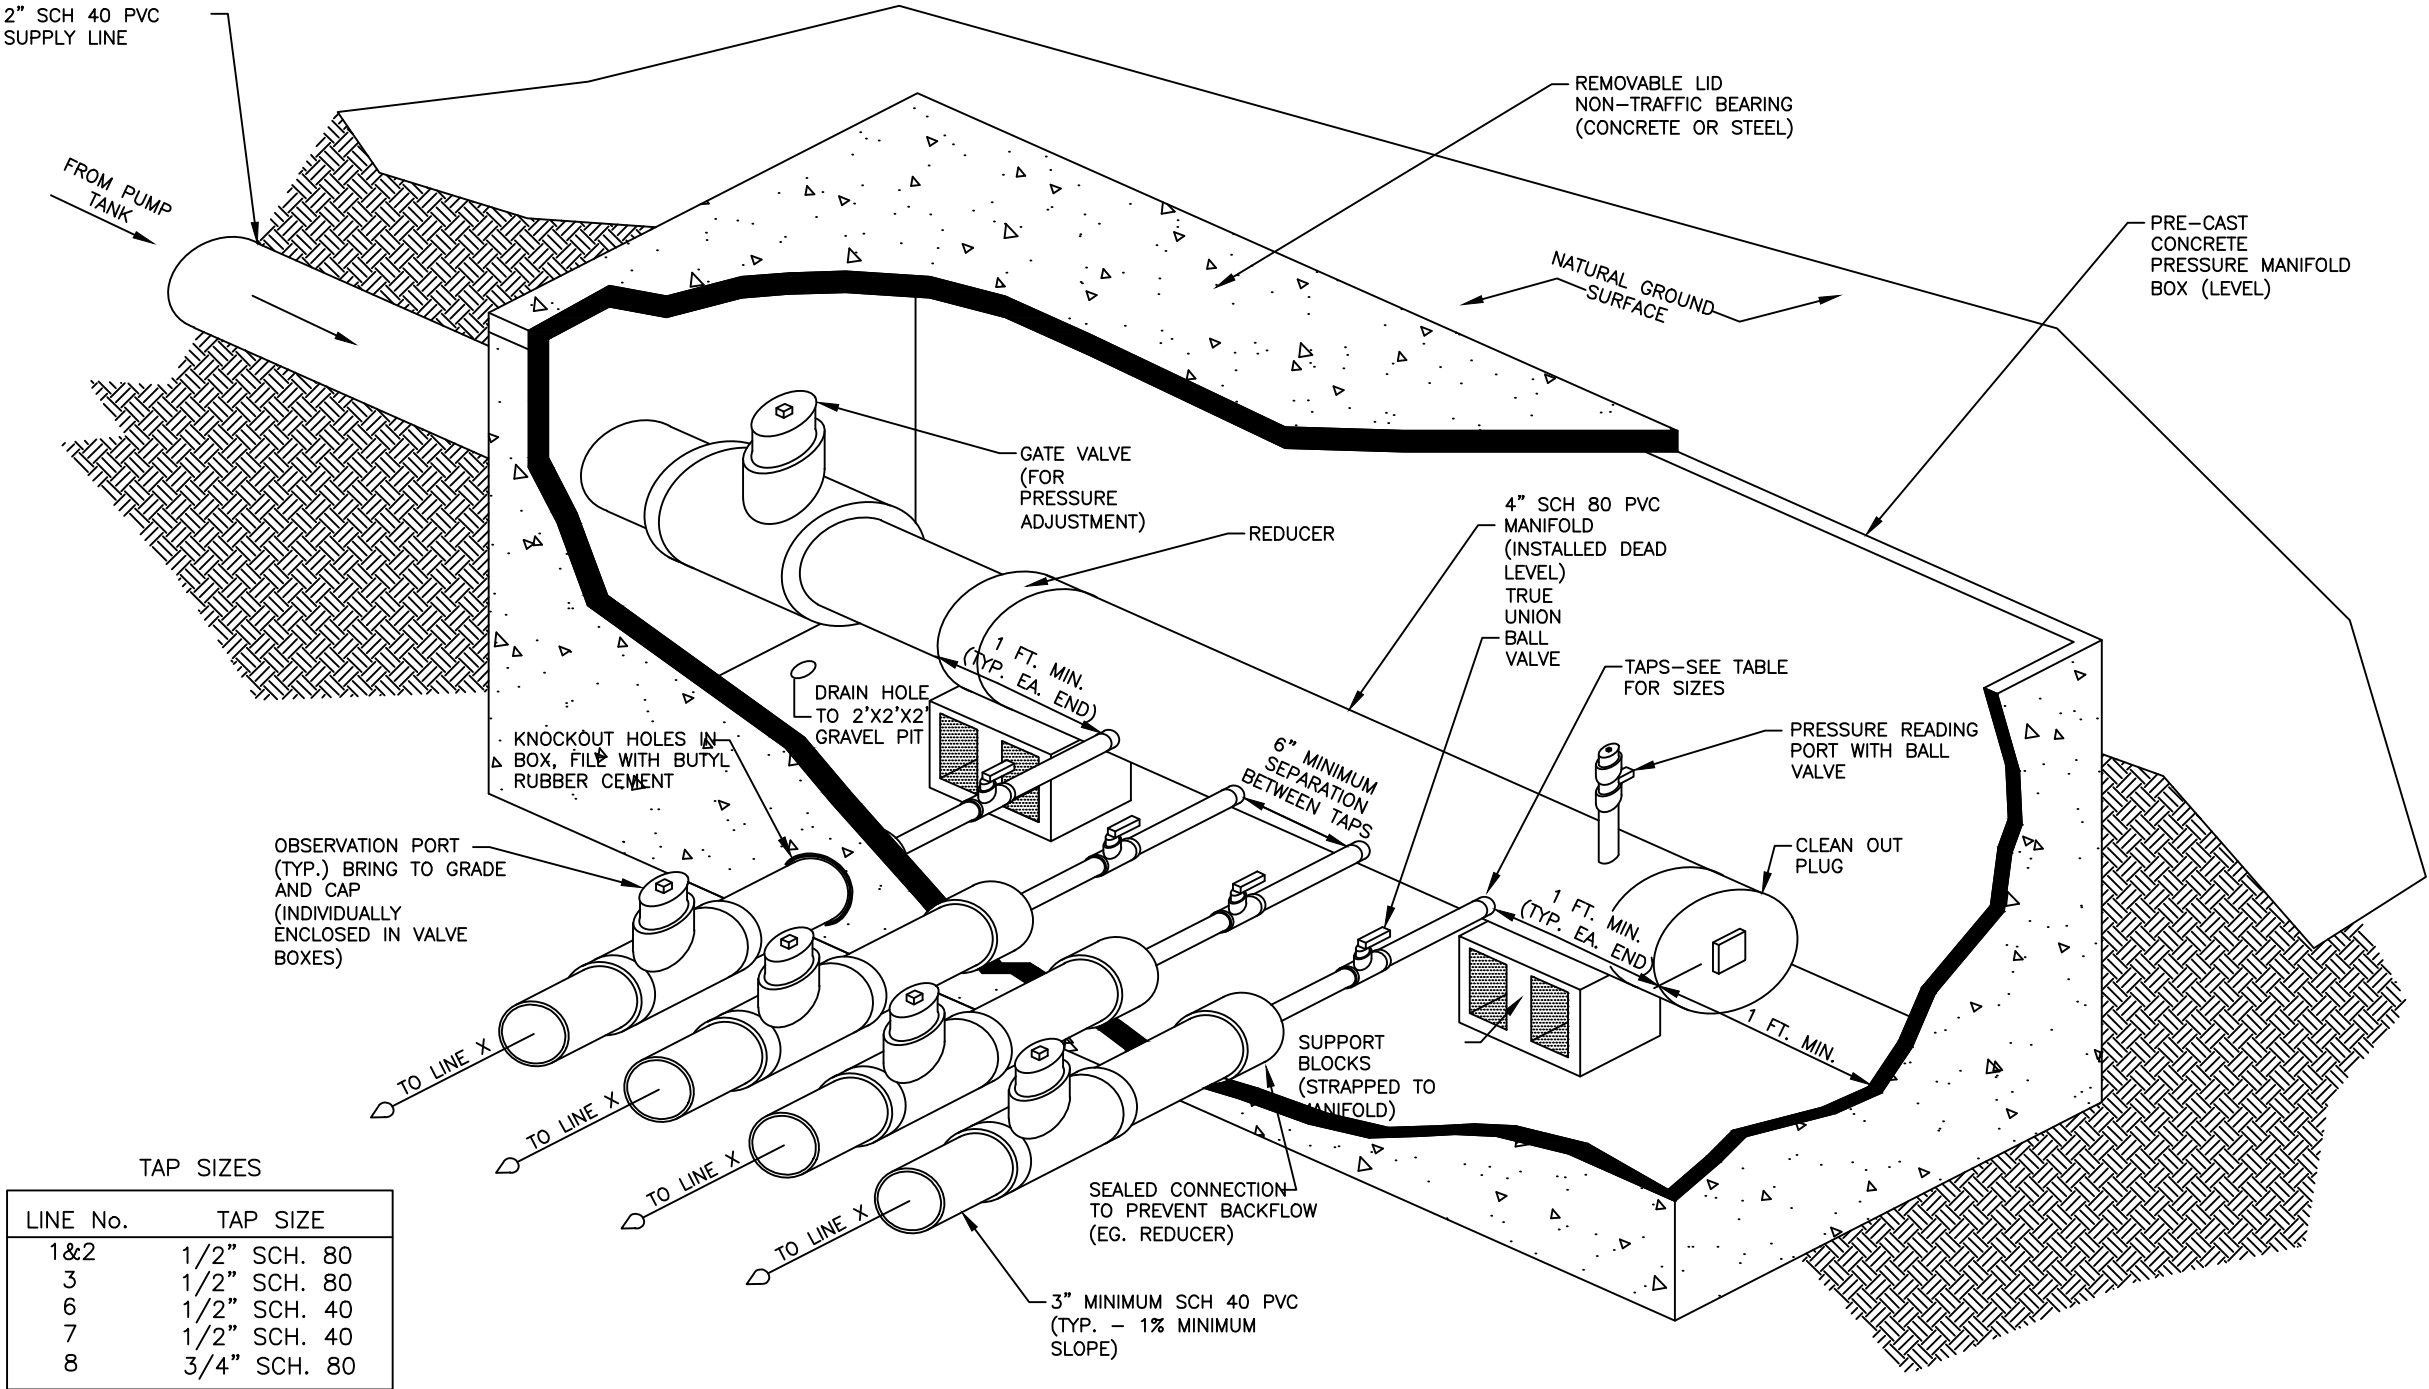 2" SCH 40 PVC
SUPPLY LINE
FROM PUMP
TANK
REMOVABLE LID
NON-TRAFFIC BEARING
(CONCRETE OR STEEL)
NATURAL GROUND
SURFACE
PRE-CAST
CONCRETE
PRESSURE MANIFOLD
BOX (LEVEL)
GATE VALVE
(FOR
PRESSURE
ADJUSTMENT)
REDUCER
4" SCH 80 PVC
MANIFOLD
(INSTALLED DEAD
LEVEL)
TRUE
UNION
BALL
VALVE
1 FT. MIN.
(TYP. EA. END)
TAPS-SEE TABLE
FOR SIZES
DRAIN HOLE
TO 2'X2'X2'
GRAVEL PIT
PRESSURE READING
PORT WITH BALL
VALVE
KNOCKOUT HOLES IN
BOX, FILL WITH BUTYL
RUBBER CEMENT
6" MINIMUM
SEPARATION
BETWEEN TAPS
OBSERVATION PORT
(TYP.) BRING TO GRADE
AND CAP
(INDIVIDUALLY
ENCLOSED IN VALVE
BOXES)
CLEAN OUT
PLUG
1 FT. MIN.
(TYP. EA. END)
1 FT. MIN.
SUPPORT
BLOCKS
(STRAPPED TO
MANIFOLD)
TO LINE X
TO LINE X
TO LINE X
TO LINE X
SEALED CONNECTION
TO PREVENT BACKFLOW
(EG. REDUCER)
3" MINIMUM SCH 40 PVC
(TYP. - 1% MINIMUM
SLOPE)
TAP SIZES
LINE No. TAP SIZE
1&2 1/2" SCH. 80
3 1/2" SCH. 80
6 1/2" SCH. 40
7 1/2" SCH. 40
8 3/4" SCH. 80